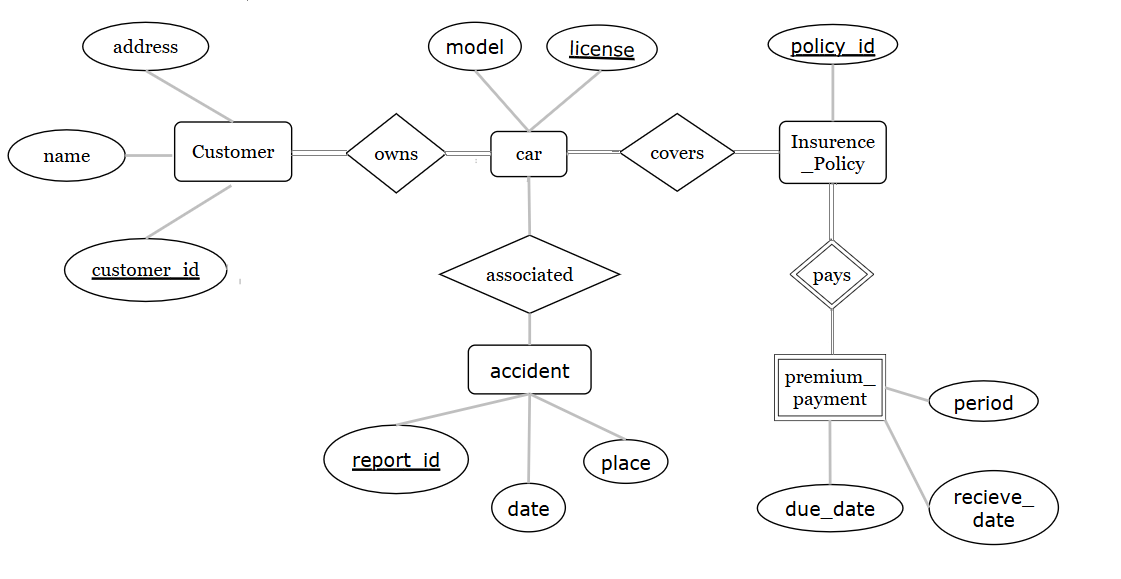 address
model
license
policy_id
name
Customer
owns
car
covers
Insurence
_Policy
customer_id
associated
pays
accident
premium_
payment
period
report_id
place
date
due_date
recieve_
date